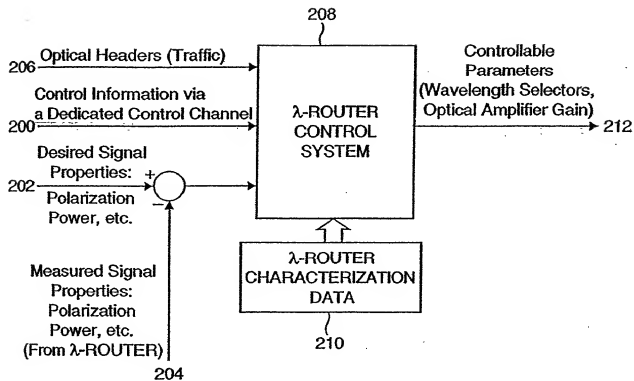 208
206
Optical Headers (Traffic)
Control Information via
a Dedicated Control Channel
200
Desired Signal
Properties:
202
Polarization
Power, etc.
+
−
λ-ROUTER
CONTROL
SYSTEM
Controllable
Parameters
(Wavelength Selectors,
Optical Amplifier Gain)
212
λ-ROUTER
CHARACTERIZATION
DATA
210
Measured Signal
Properties:
Polarization
Power, etc.
(From λ-ROUTER)
204